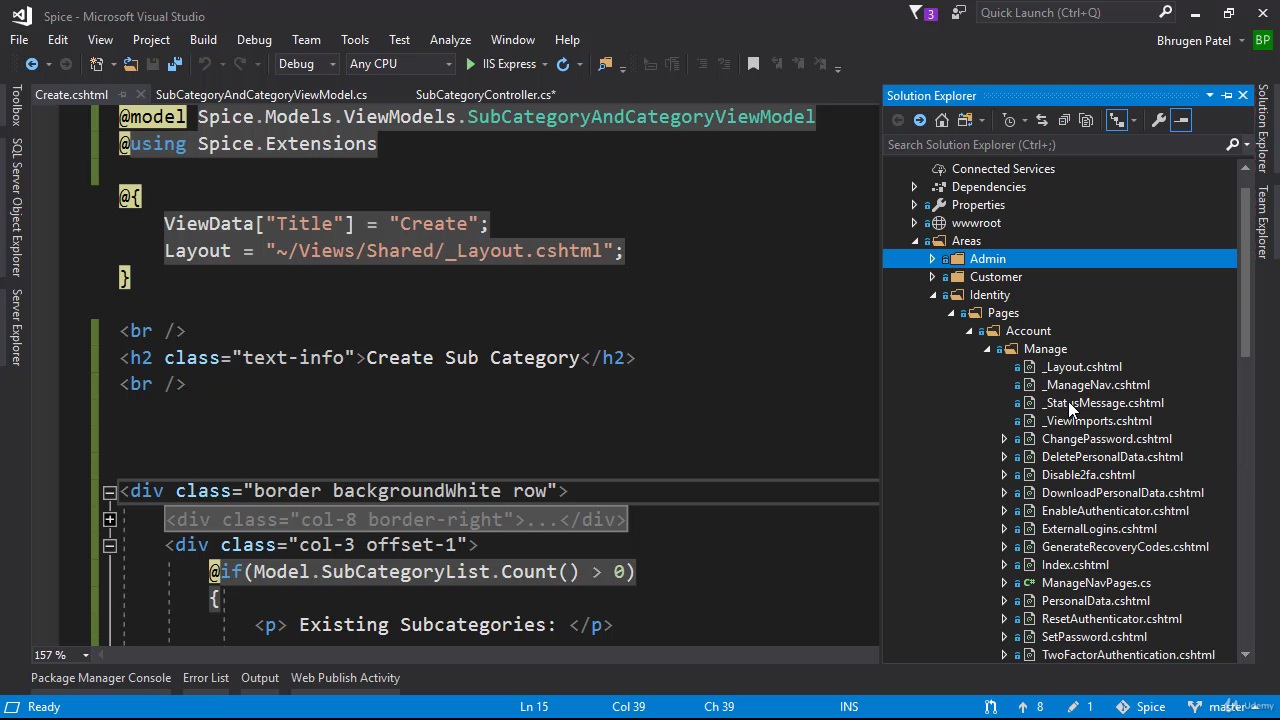 Spice - Microsoft Visual Studio
3
Quick Launch (Ctrl+Q)
File Edit View Project Build Debug Team Tools Test Analyze Window Help
Bhrugen Patel BP
Debug Any CPU IIS Express
Create.cshtml SubCategoryAndCategoryViewModel.cs SubCategoryController.cs*
Toolbox
SQL Server Object Explorer
Server Explorer
@model Spice.Models.ViewModels.SubCategoryAndCategoryViewModel
@using Spice.Extensions
@{
ViewData["Title"] = "Create";
Layout = "~/Views/Shared/_Layout.cshtml";
}
<br />
<h2 class="text-info">Create Sub Category</h2>
<br />
<div class="border backgroundWhite row">
<div class="col-8 border-right">...</div>
<div class="col-3 offset-1">
@if(Model.SubCategoryList.Count() > 0)
{
<p> Existing Subcategories: </p>
157 %
Solution Explorer
Search Solution Explorer (Ctrl+;)
Connected Services
Dependencies
Properties
wwwroot
Areas
Admin
Customer
Identity
Pages
Account
Manage
_Layout.cshtml
_ManageNav.cshtml
_StatusMessage.cshtml
_ViewImports.cshtml
ChangePassword.cshtml
DeletePersonalData.cshtml
Disable2fa.cshtml
DownloadPersonalData.cshtml
EnableAuthenticator.cshtml
ExternalLogins.cshtml
GenerateRecoveryCodes.cshtml
Index.cshtml
C# ManageNavPages.cs
PersonalData.cshtml
ResetAuthenticator.cshtml
SetPassword.cshtml
TwoFactorAuthentication.cshtml
Solution Explorer
Team Explorer
Package Manager Console Error List Output Web Publish Activity
Ready Ln 15 Col 39 Ch 39 INS 8 1 Spice master
Udemy